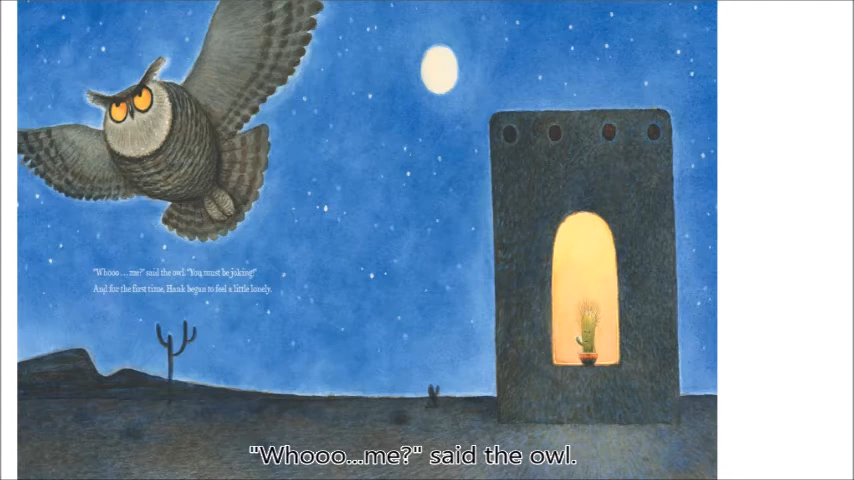 "Whooo . . . me?" said the owl. "You must be joking!"
And for the first time, Hank began to feel a little lonely.
"Whooo...me?" said the owl.